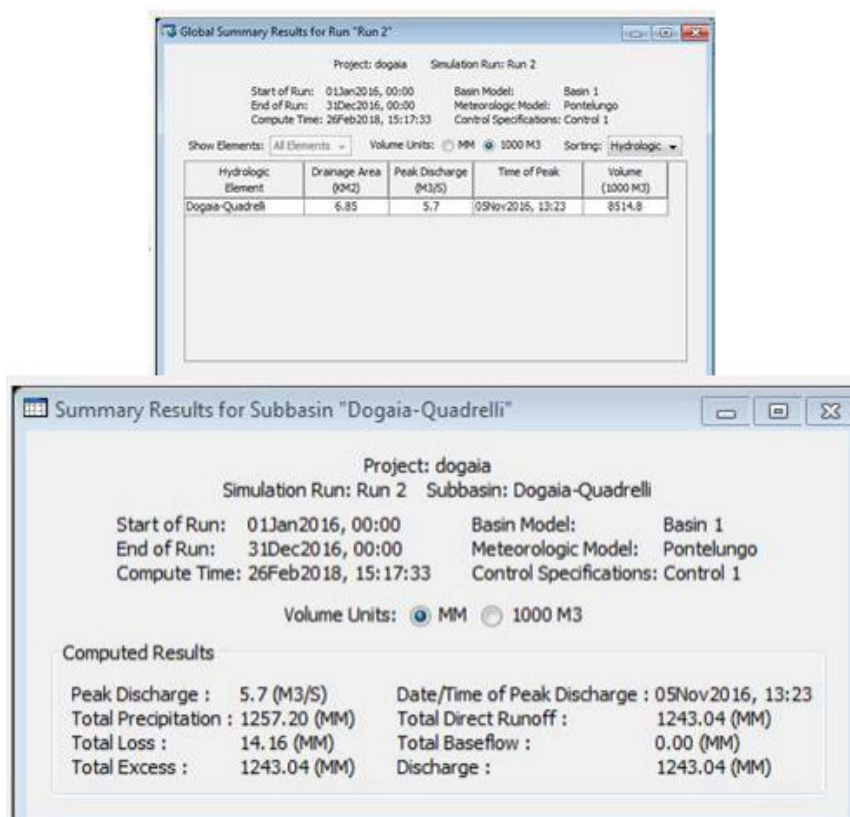 Global Summary Results for Run "Run 2"
Project: dogaia Simulation Run: Run 2
Start of Run: 01Jan2016, 00:00 Basin Model: Basin 1
End of Run: 31Dec2016, 00:00 Meteorologic Model: Pontelungo
Compute Time: 26Feb2018, 15:17:33 Control Specifications: Control 1
Show Elements: All Elements Volume Units: MM 1000 M3 Sorting: Hydrologic
Hydrologic Drainage Area Peak Discharge Time of Peak Volume
Element (KM2) (M3/S) (1000 M3)
Dogaia-Quadrelli 6.85 5.7 05Nov2016, 13:23 8514.8
Summary Results for Subbasin "Dogaia-Quadrelli"
Project: dogaia
Simulation Run: Run 2 Subbasin: Dogaia-Quadrelli
Start of Run: 01Jan2016, 00:00 Basin Model: Basin 1
End of Run: 31Dec2016, 00:00 Meteorologic Model: Pontelungo
Compute Time: 26Feb2018, 15:17:33 Control Specifications: Control 1
Volume Units: MM 1000 M3
Computed Results
Peak Discharge : 5.7 (M3/S) Date/Time of Peak Discharge : 05Nov2016, 13:23
Total Precipitation : 1257.20 (MM) Total Direct Runoff : 1243.04 (MM)
Total Loss : 14.16 (MM) Total Baseflow : 0.00 (MM)
Total Excess : 1243.04 (MM) Discharge : 1243.04 (MM)